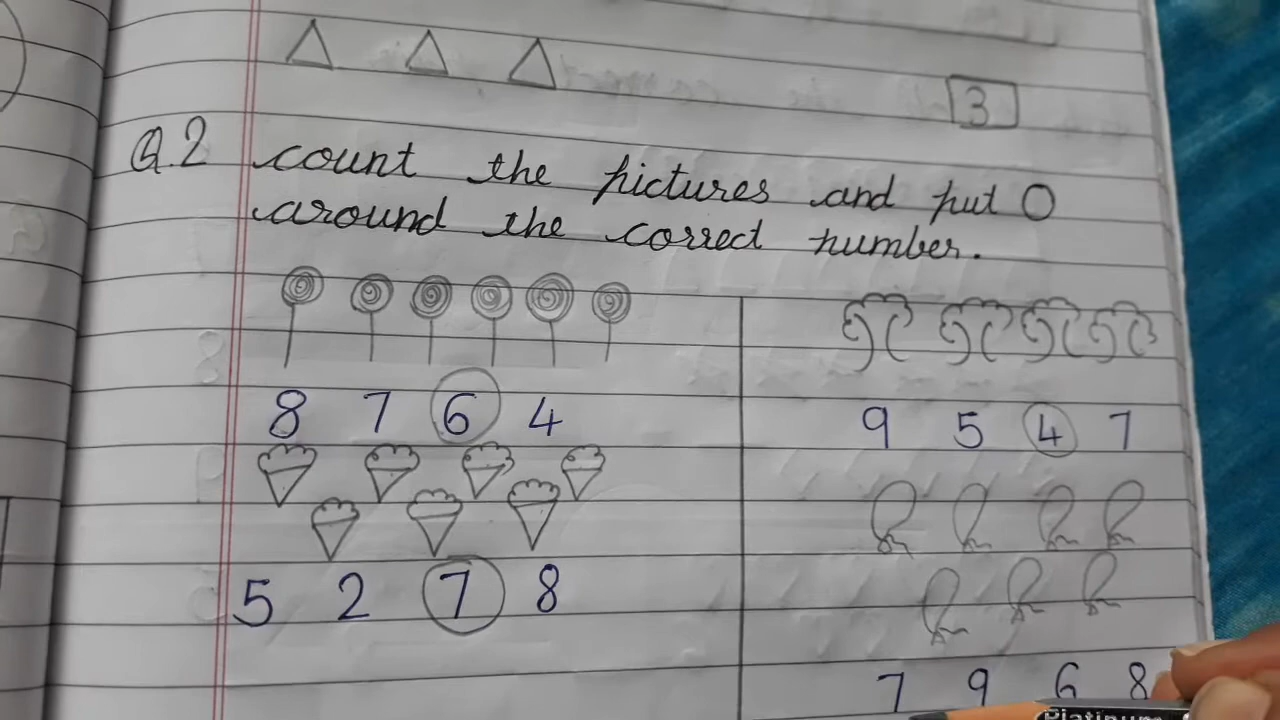 3
Q.2 count the pictures and put O
around the correct number.
8 7 6 4
9 5 4 7
5 2 7 8
7 9 6 8
Platinum